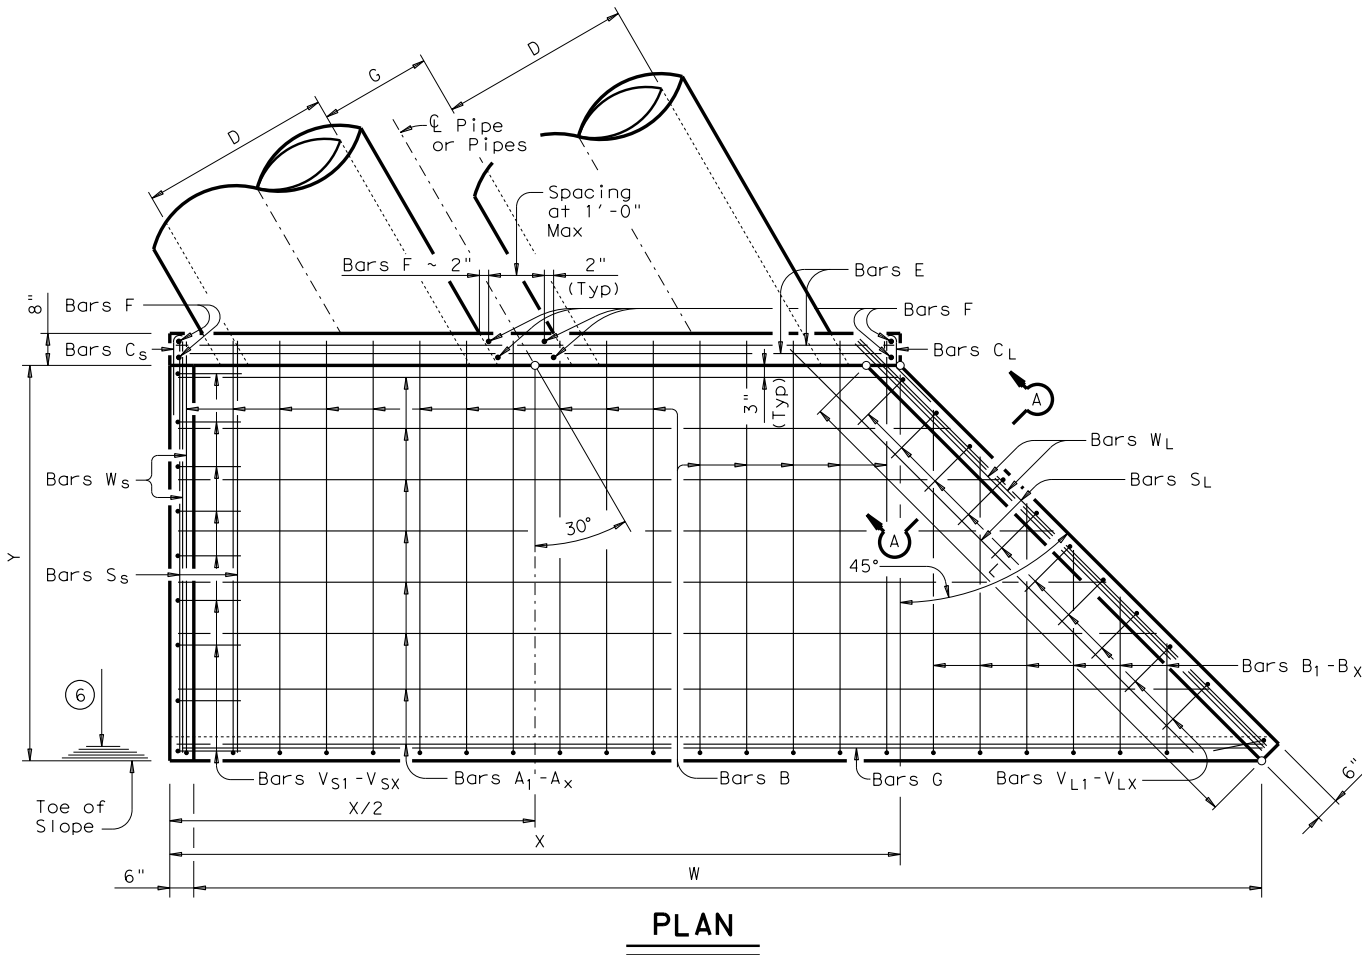 D
G
D
℄ Pipe
or Pipes
Spacing
at 1'-0"
Max
Bars F ~ 2"
2"
(Typ)
Bars E
8"
Bars F
Bars F
Bars CS
Bars CL
3"
(Typ)
A
Bars WL
Bars SL
Bars WS
30°
A
45°
Y
Bars SS
6
Bars B1-BX
Bars VS1-VSX
Bars A1-Ax
Bars B
Bars G
Bars VL1-VLX
6"
Toe of
Slope
X/2
X
6"
W
PLAN